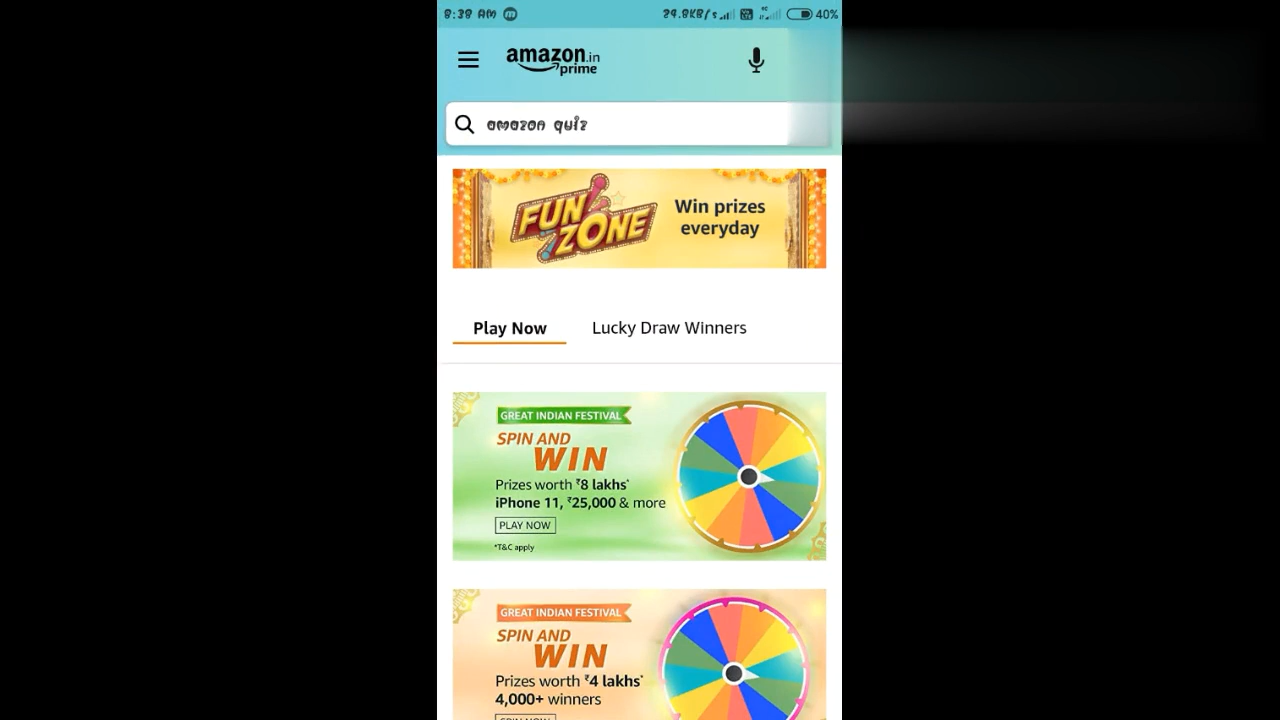 8:38 AM
29.8KB/s 40%
amazon.in
prime
amazon quiz
FUN
ZONE
Win prizes
everyday
Play Now Lucky Draw Winners
GREAT INDIAN FESTIVAL
SPIN AND
WIN
Prizes worth ₹8 lakhs*
iPhone 11, ₹25,000 & more
PLAY NOW
*T&C apply
GREAT INDIAN FESTIVAL
SPIN AND
WIN
Prizes worth ₹4 lakhs*
4,000+ winners